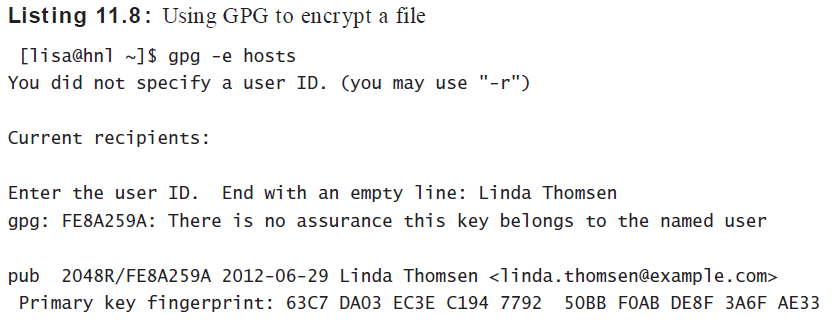 Listing 11.8: Using GPG to encrypt a file
[lisa@hnl ~]$ gpg -e hosts
You did not specify a user ID. (you may use "-r")
Current recipients:
Enter the user ID. End with an empty line: Linda Thomsen
gpg: FE8A259A: There is no assurance this key belongs to the named user
pub 2048R/FE8A259A 2012-06-29 Linda Thomsen <linda.thomsen@example.com>
Primary key fingerprint: 63C7 DA03 EC3E C194 7792 50BB F0AB DE8F 3A6F AE33